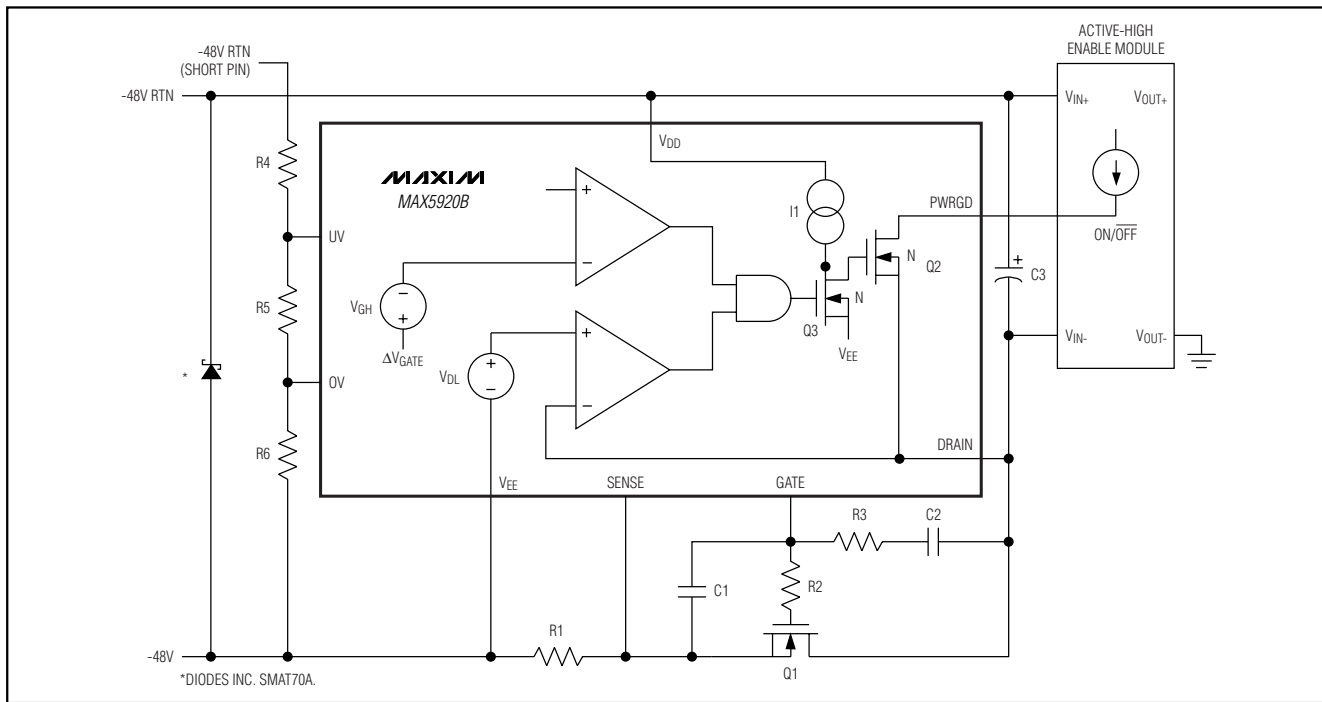 -48V RTN
(SHORT PIN)
-48V RTN
ACTIVE-HIGH
ENABLE MODULE
VIN+
VOUT+
VDD
R4
MAXIM
MAX5920B
I1
PWRGD
ON/OFF
UV
N
Q2
C3
+
+
−
R5
VGH
−
+
ΔVGATE
Q3
N
VEE
VIN-
VOUT-
*
OV
VDL
+
−
+
−
R6
DRAIN
VEE
SENSE
GATE
R3
C2
C1
R2
-48V
R1
Q1
*DIODES INC. SMAT70A.